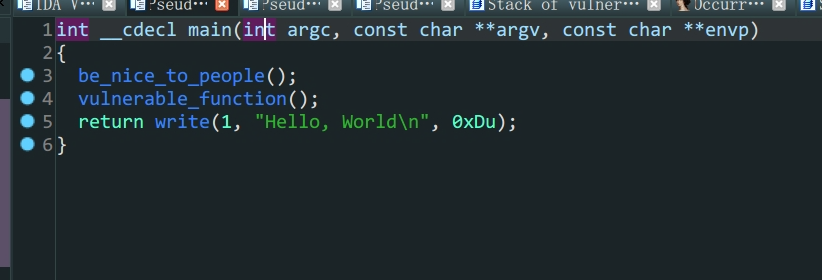 IDA V··· Pseud··· Pseud··· Pseud··· Stack of vulner··· Occurr···
1 int __cdecl main(int argc, const char **argv, const char **envp)
2 {
3 be_nice_to_people();
4 vulnerable_function();
5 return write(1, "Hello, World\n", 0xDu);
6 }